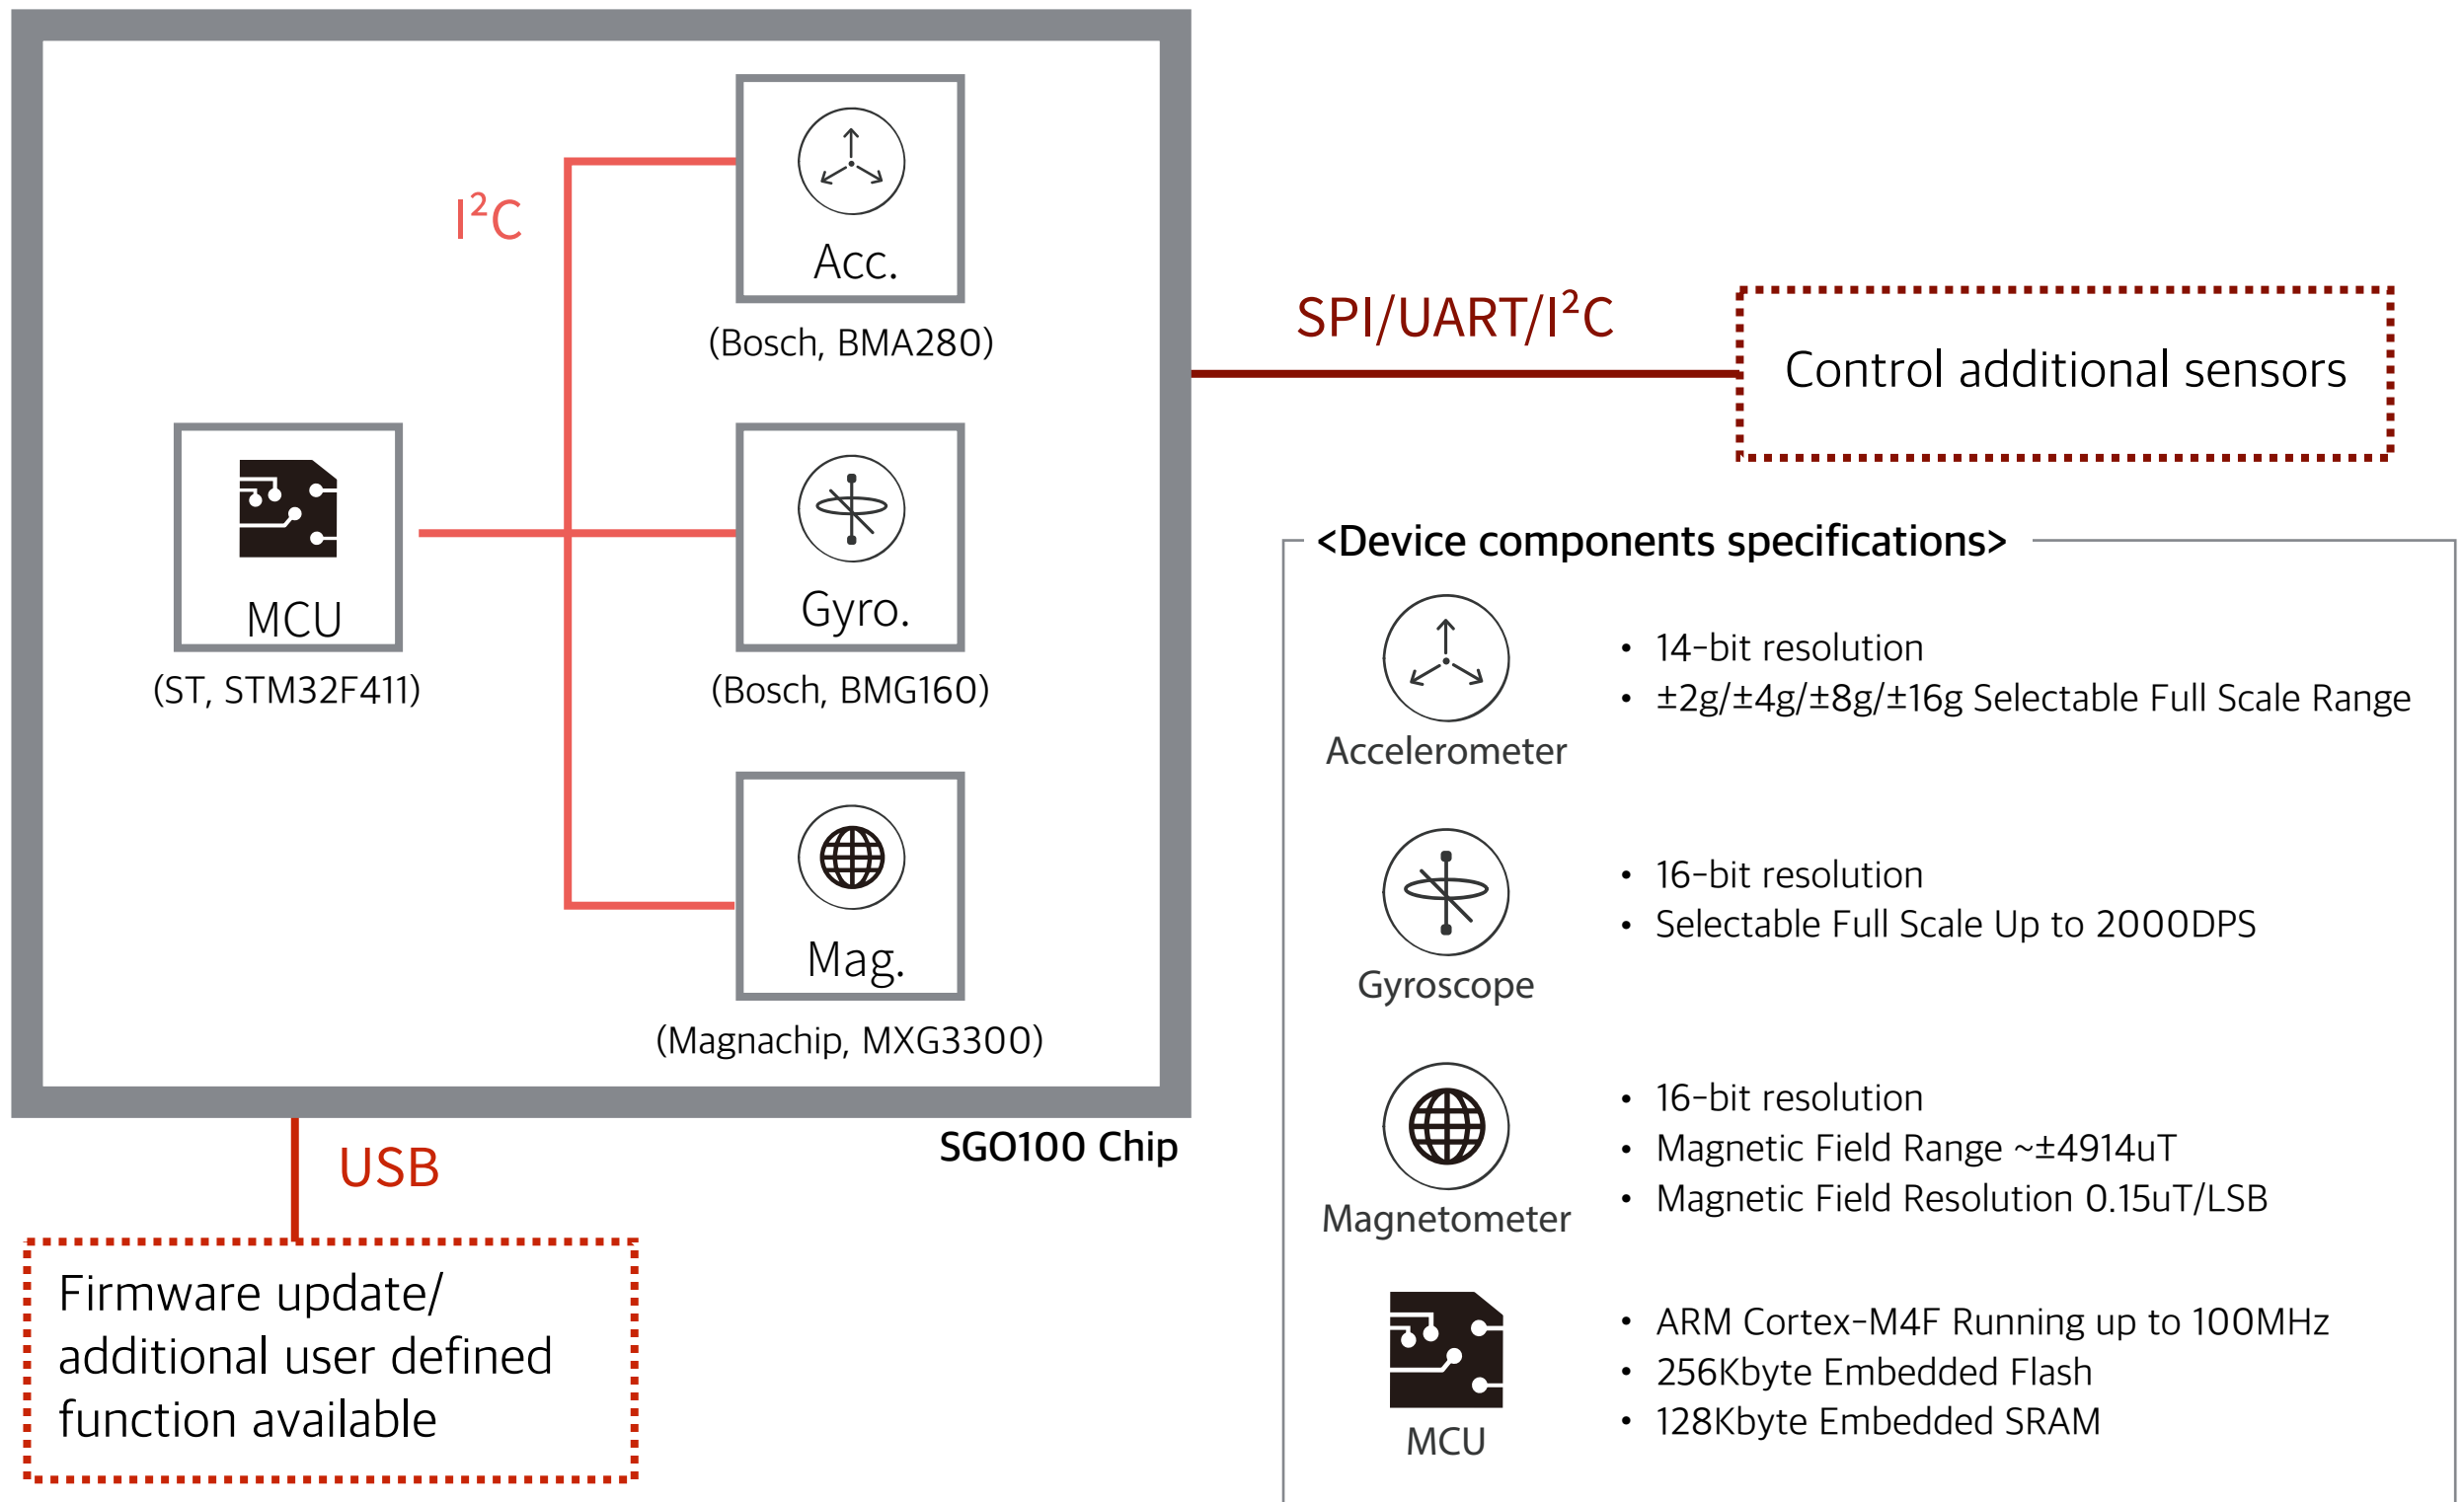 I²C
Acc.
(Bosch, BMA280)
MCU
(ST, STM32F411)
Gyro.
(Bosch, BMG160)
Mag.
(Magnachip, MXG3300)
SGO100 Chip
USB
Firmware update/
additional user defined
function available
SPI/UART/I²C
Control additional sensors
<Device components specifications>
Accelerometer
• 14-bit resolution
• ±2g/±4g/±8g/±16g Selectable Full Scale Range
Gyroscope
• 16-bit resolution
• Selectable Full Scale Up to 2000DPS
Magnetometer
• 16-bit resolution
• Magnetic Field Range ~±4914uT
• Magnetic Field Resolution 0.15uT/LSB
MCU
• ARM Cortex-M4F Running up to 100MHz
• 256Kbyte Embedded Flash
• 128Kbyte Embedded SRAM